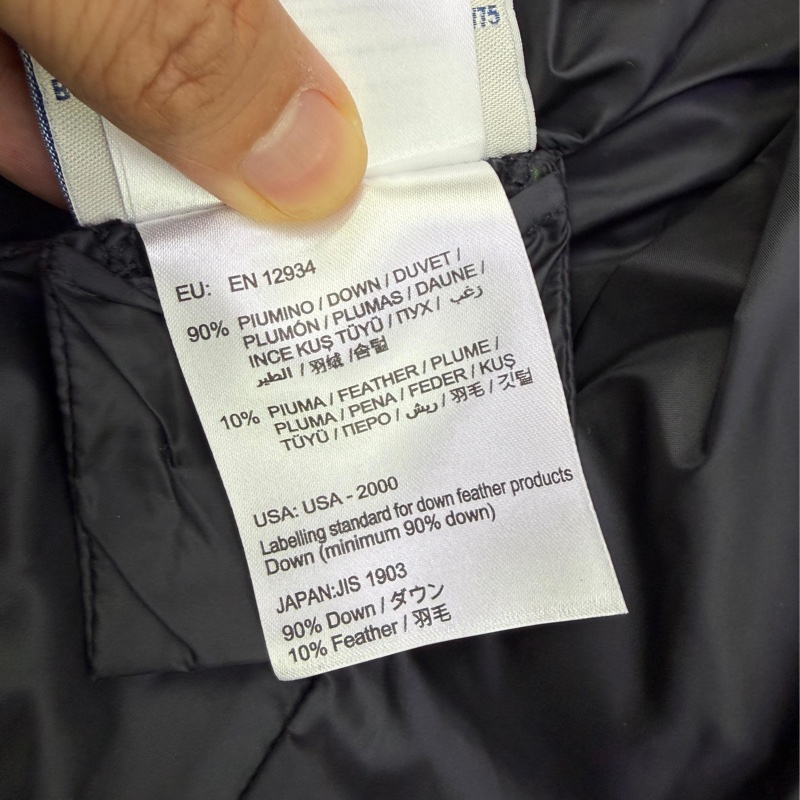 175
EU: EN 12934
90% PIUMINO / DOWN / DUVET /
PLUMÓN / PLUMAS / DAUNE /
INCE KUŞ TÜYÜ / ПУХ / زغب
الطير / 羽绒 /솜털
10% PIUMA / FEATHER / PLUME /
PLUMA / PENA / FEDER / KUŞ
TÜYÜ / ПЕРО / ريش / 羽毛 / 깃털
USA: USA - 2000
Labelling standard for down feather products
Down (minimum 90% down)
JAPAN:JIS 1903
90% Down / ダウン
10% Feather / 羽毛